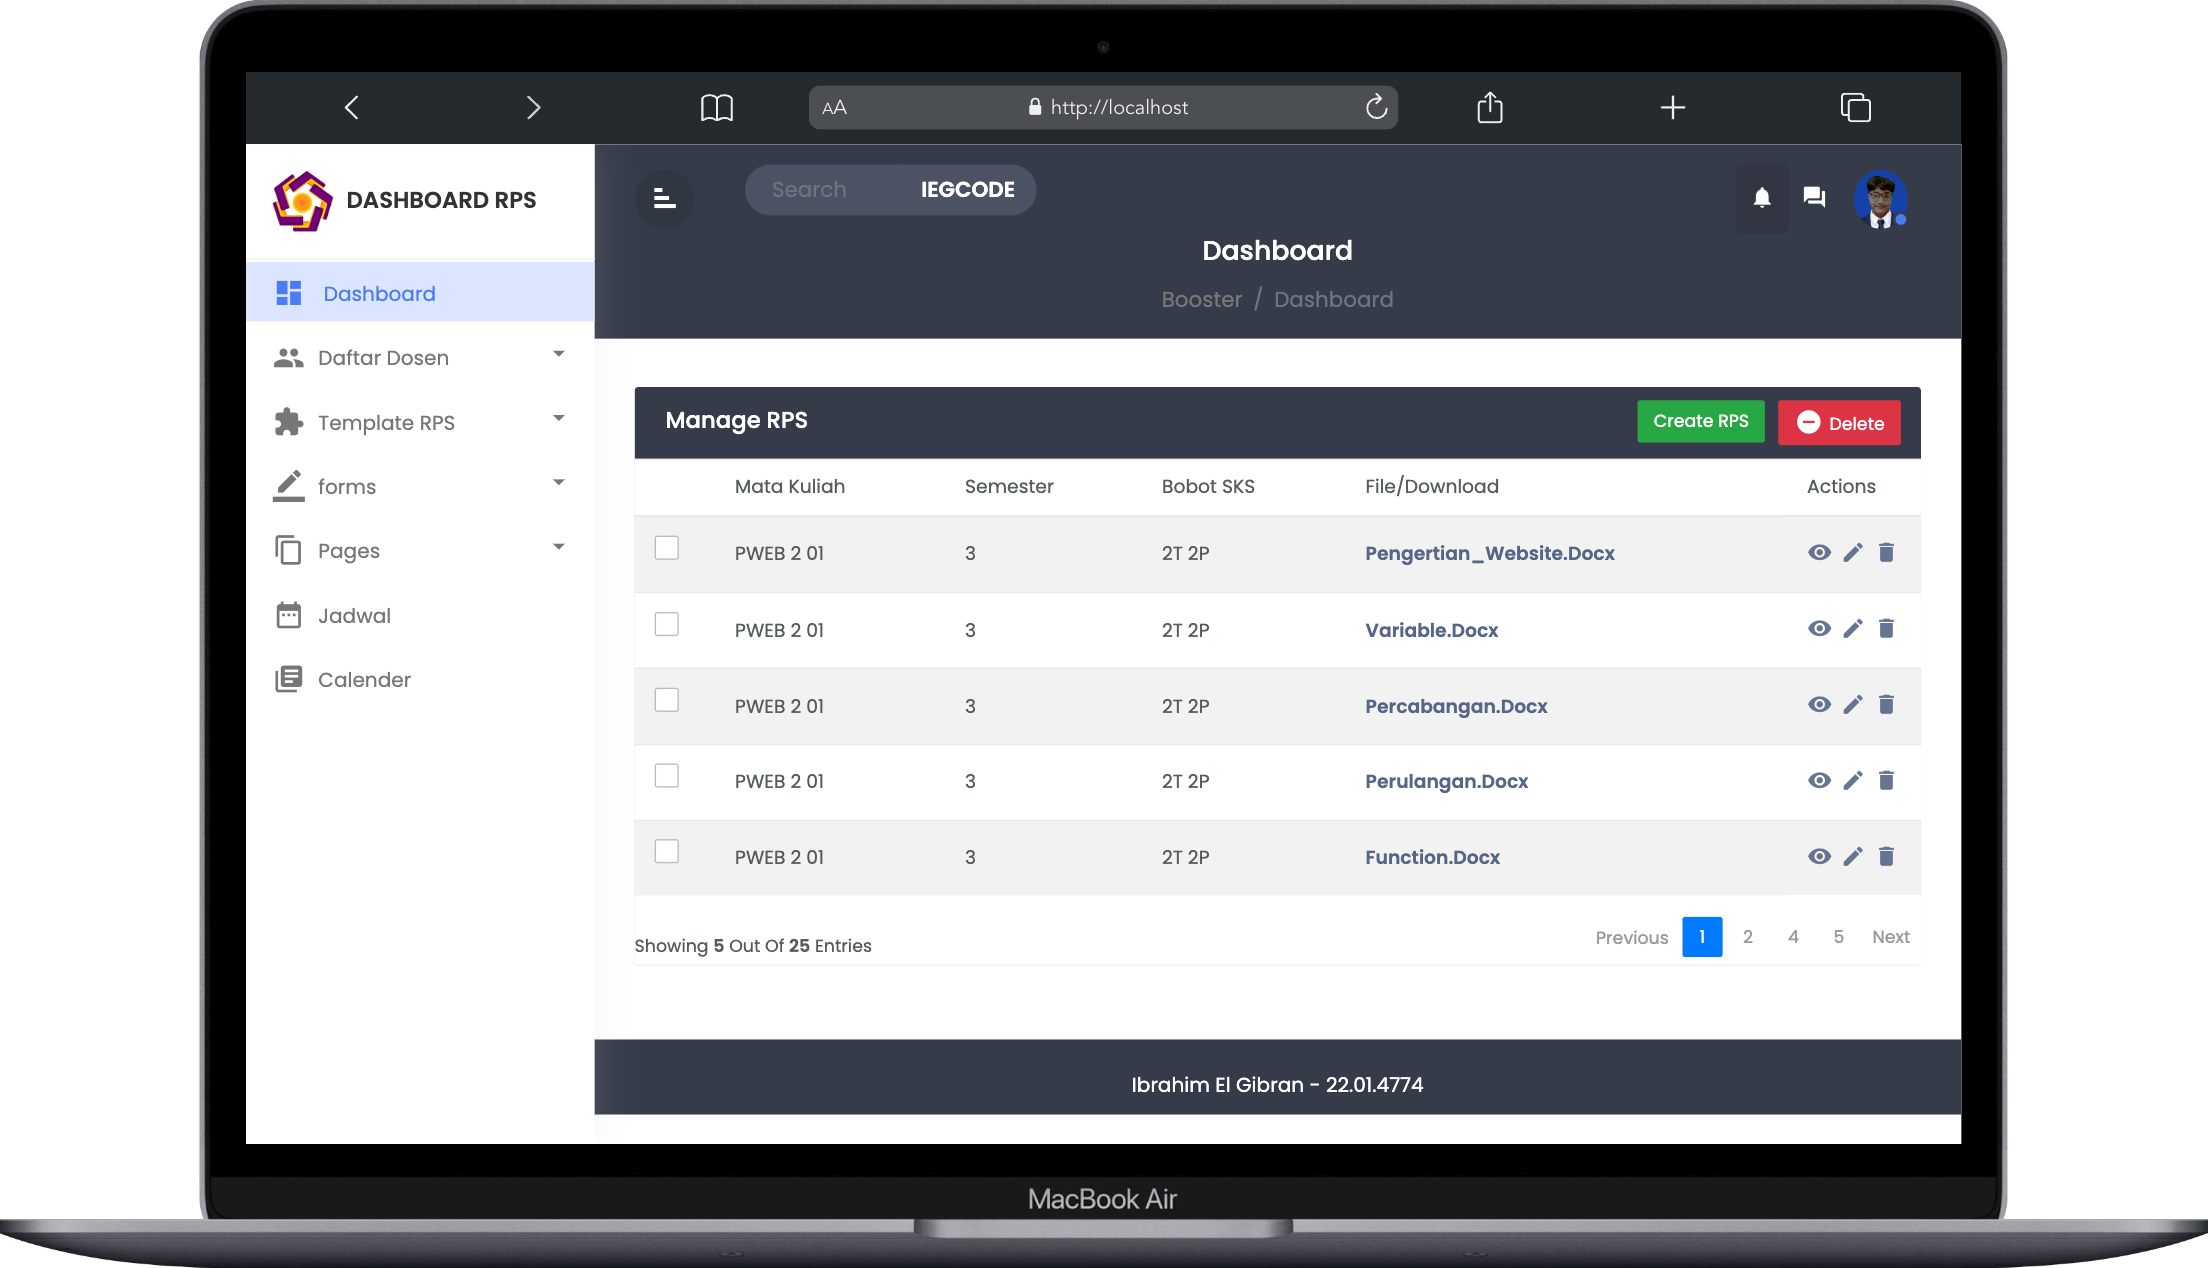 AA http://localhost
DASHBOARD RPS
Dashboard
Daftar Dosen
Template RPS
forms
Pages
Jadwal
Calender
Search IEGCODE
Dashboard
Booster / Dashboard
Manage RPS Create RPS Delete
Mata Kuliah Semester Bobot SKS File/Download Actions
PWEB 2 01 3 2T 2P Pengertian_Website.Docx
PWEB 2 01 3 2T 2P Variable.Docx
PWEB 2 01 3 2T 2P Percabangan.Docx
PWEB 2 01 3 2T 2P Perulangan.Docx
PWEB 2 01 3 2T 2P Function.Docx
Showing 5 Out Of 25 Entries Previous 1 2 4 5 Next
Ibrahim El Gibran - 22.01.4774
MacBook Air